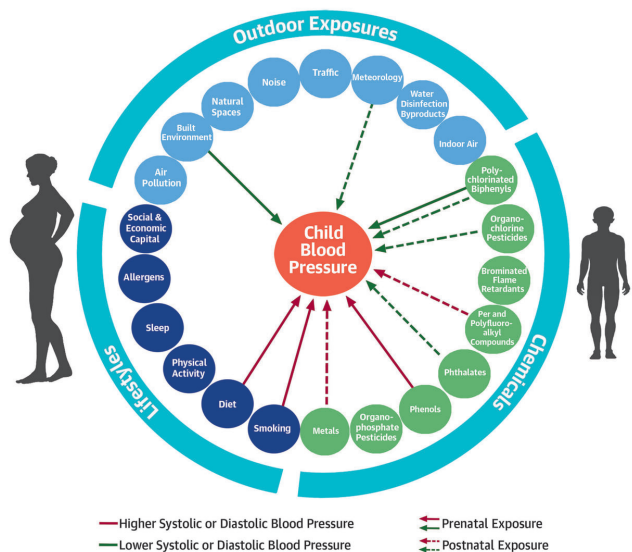 Outdoor Exposures
Traffic
Noise
Meteorology
Natural
Spaces
Water
Disinfection
Byproducts
Built
Environment
Indoor Air
Air
Pollution
Poly-
chlorinated
Biphenyls
Social &
Economic
Capital
Organo-
chlorine
Pesticides
Child
Blood
Pressure
Allergens
Brominated
Flame
Retardants
Sleep
Per and
Polyfluoro-
alkyl
Compounds
Physical
Activity
Phthalates
Diet
Phenols
Smoking
Metals
Organo-
phosphate
Pesticides
Lifestyles
Chemicals
Higher Systolic or Diastolic Blood Pressure
Prenatal Exposure
Lower Systolic or Diastolic Blood Pressure
Postnatal Exposure